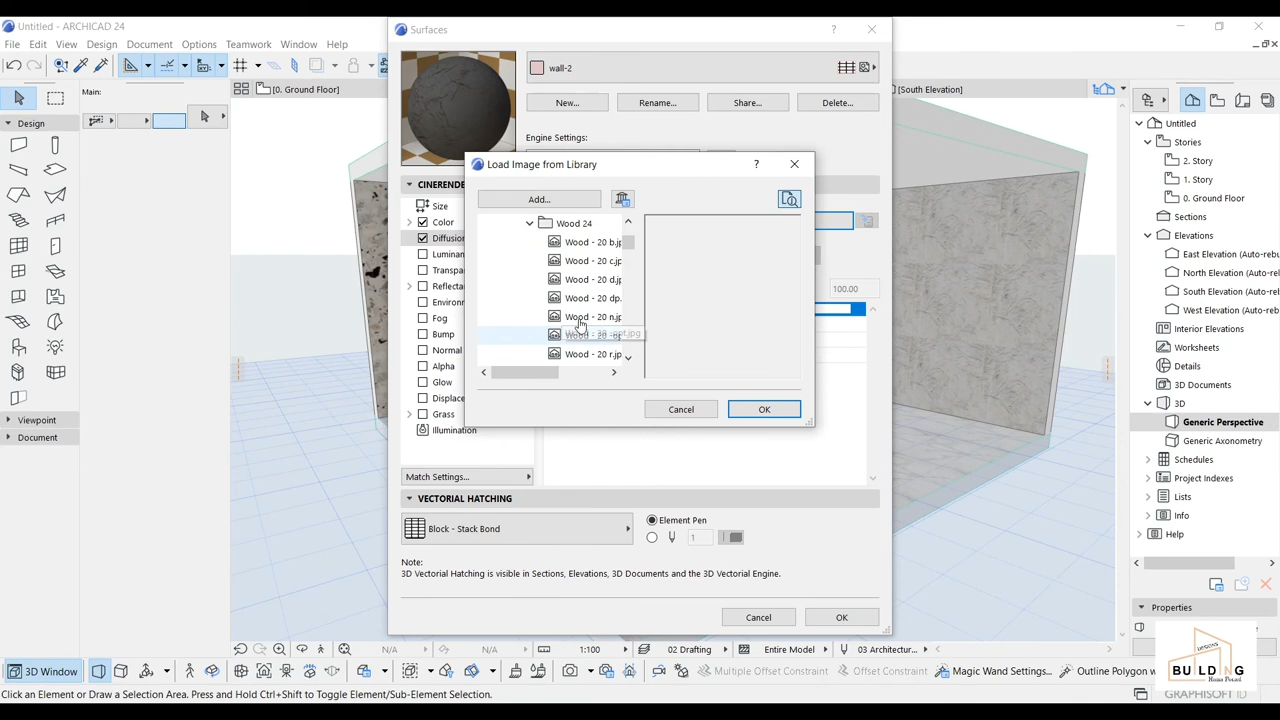 Untitled - ARCHICAD 24
File Edit View Design Document Options Teamwork Window Help
Main:
Design
Viewpoint
Document
[0. Ground Floor]
[South Elevation]
Surfaces
?
wall-2
New...
Rename...
Share...
Delete...
Engine Settings:
Size
Color
Fog
Bump
Normal
Alpha
Glow
Grass
Illumination
100.00
Match Settings...
VECTORIAL HATCHING
Block - Stack Bond
Element Pen
1
Note:
3D Vectorial Hatching is visible in Sections, Elevations, 3D Documents and the 3D Vectorial Engine.
Cancel
OK
Load Image from Library
?
Add...
Wood 24
Wood - 20 b.jp
Wood - 20 c.jp
Wood - 20 d.jp
Wood - 20 dp.
Wood - 20 n.jp
Wood - 20 r.jp
Cancel
OK
Untitled
Stories
2. Story
1. Story
0. Ground Floor
Sections
Elevations
East Elevation (Auto-rebu
North Elevation (Auto-reb
South Elevation (Auto-reb
West Elevation (Auto-reb
Interior Elevations
Worksheets
Details
3D Documents
3D
Generic Perspective
Generic Axonometry
Schedules
Project Indexes
Lists
Info
Help
Properties
N/A
N/A
1:100
02 Drafting
Entire Model
03 Architectur...
3D Window
Multiple Offset Constraint
Offset Constraint
Magic Wand Settings...
Outline Polygon w
Click an Element or Draw a Selection Area. Press and Hold Ctrl+Shift to Toggle Element/Sub-Element Selection.
DESIGNS
BUILDING
GRAPHISOFT ID